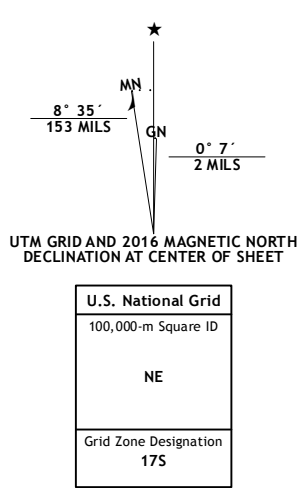 ★
MN
8° 35´
153 MILS
GN
0° 7´
2 MILS
UTM GRID AND 2016 MAGNETIC NORTH
DECLINATION AT CENTER OF SHEET
U.S. National Grid
100,000-m Square ID
NE
Grid Zone Designation
17S